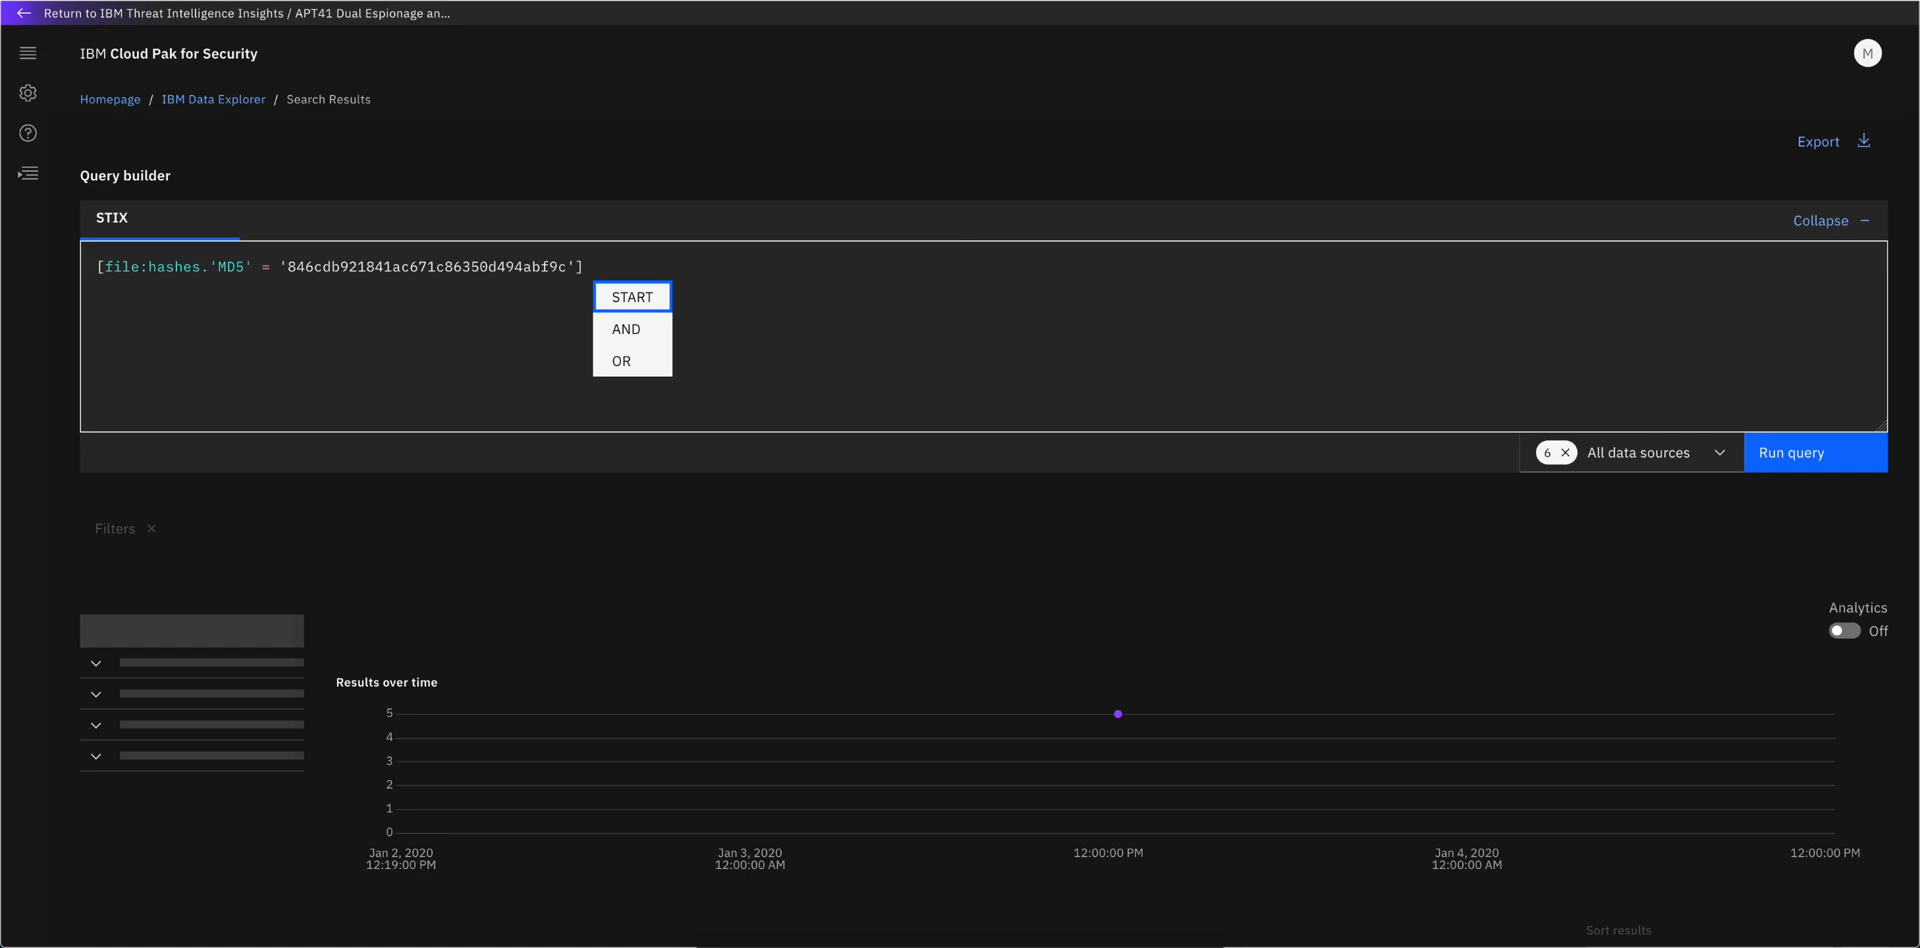 Return to IBM Threat Intelligence Insights / APT41 Dual Espionage an...
IBM Cloud Pak for Security
M
Homepage / IBM Data Explorer / Search Results
Export
Query builder
STIX
Collapse
[file:hashes.'MD5' = '846cdb921841ac671c86350d494abf9c']
START
AND
OR
6 All data sources
Run query
Filters
Analytics
Off
Results over time
5
4
3
2
1
0
Jan 2, 2020 12:19:00 PM
Jan 3, 2020 12:00:00 AM
12:00:00 PM
Jan 4, 2020 12:00:00 AM
12:00:00 PM
Sort results